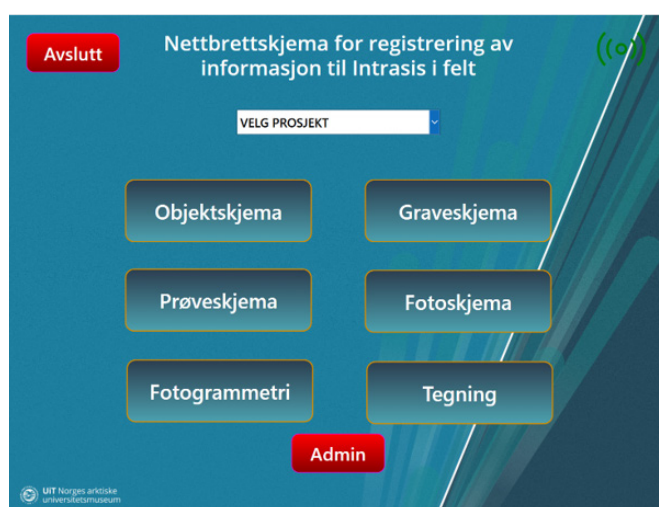 Avslutt
Nettbrettskjema for registrering av
informasjon til Intrasis i felt
VELG PROSJEKT
Objektskjema
Graveskjema
Prøveskjema
Fotoskjema
Fotogrammetri
Tegning
Admin
UiT Norges arktiske
universitetsmuseum